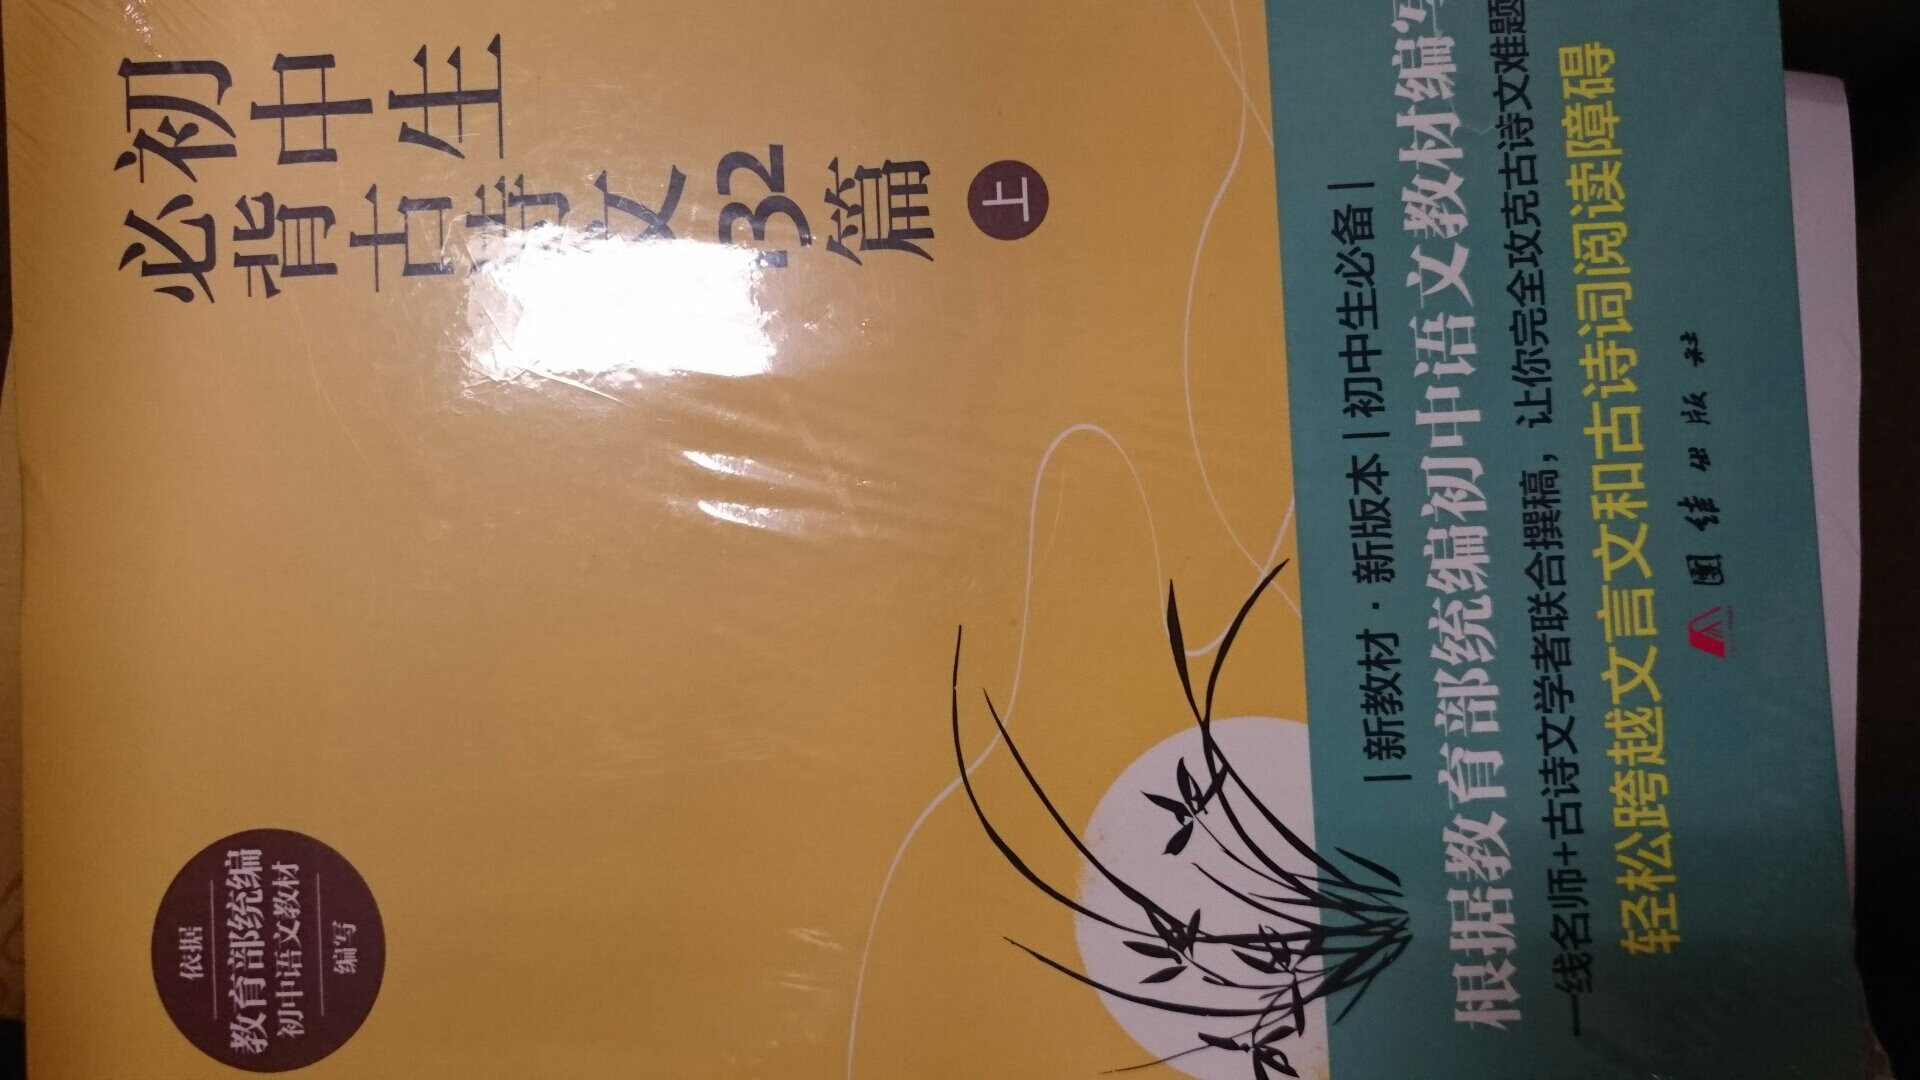 初中生
必背古诗文132篇
上
依据
教育部统编
初中语文教材
编写
|新教材·新版本|初中生必备|
根据教育部统编初中语文教材编写
一线名师+古诗文学者联合撰稿，让你完全攻克古诗文难题
轻松跨越文言文和古诗词阅读障碍
團结出版社